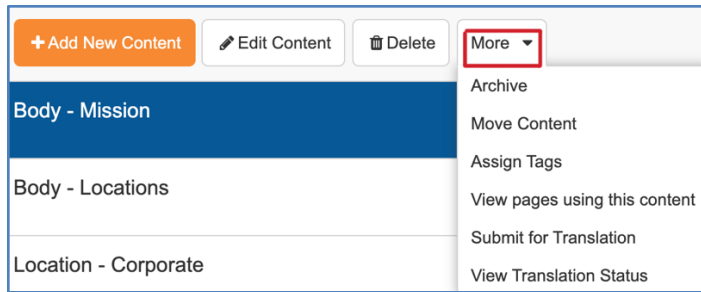 +Add New Content
Edit Content
Delete
More
Archive
Move Content
Assign Tags
View pages using this content
Submit for Translation
View Translation Status
Body - Mission
Body - Locations
Location - Corporate